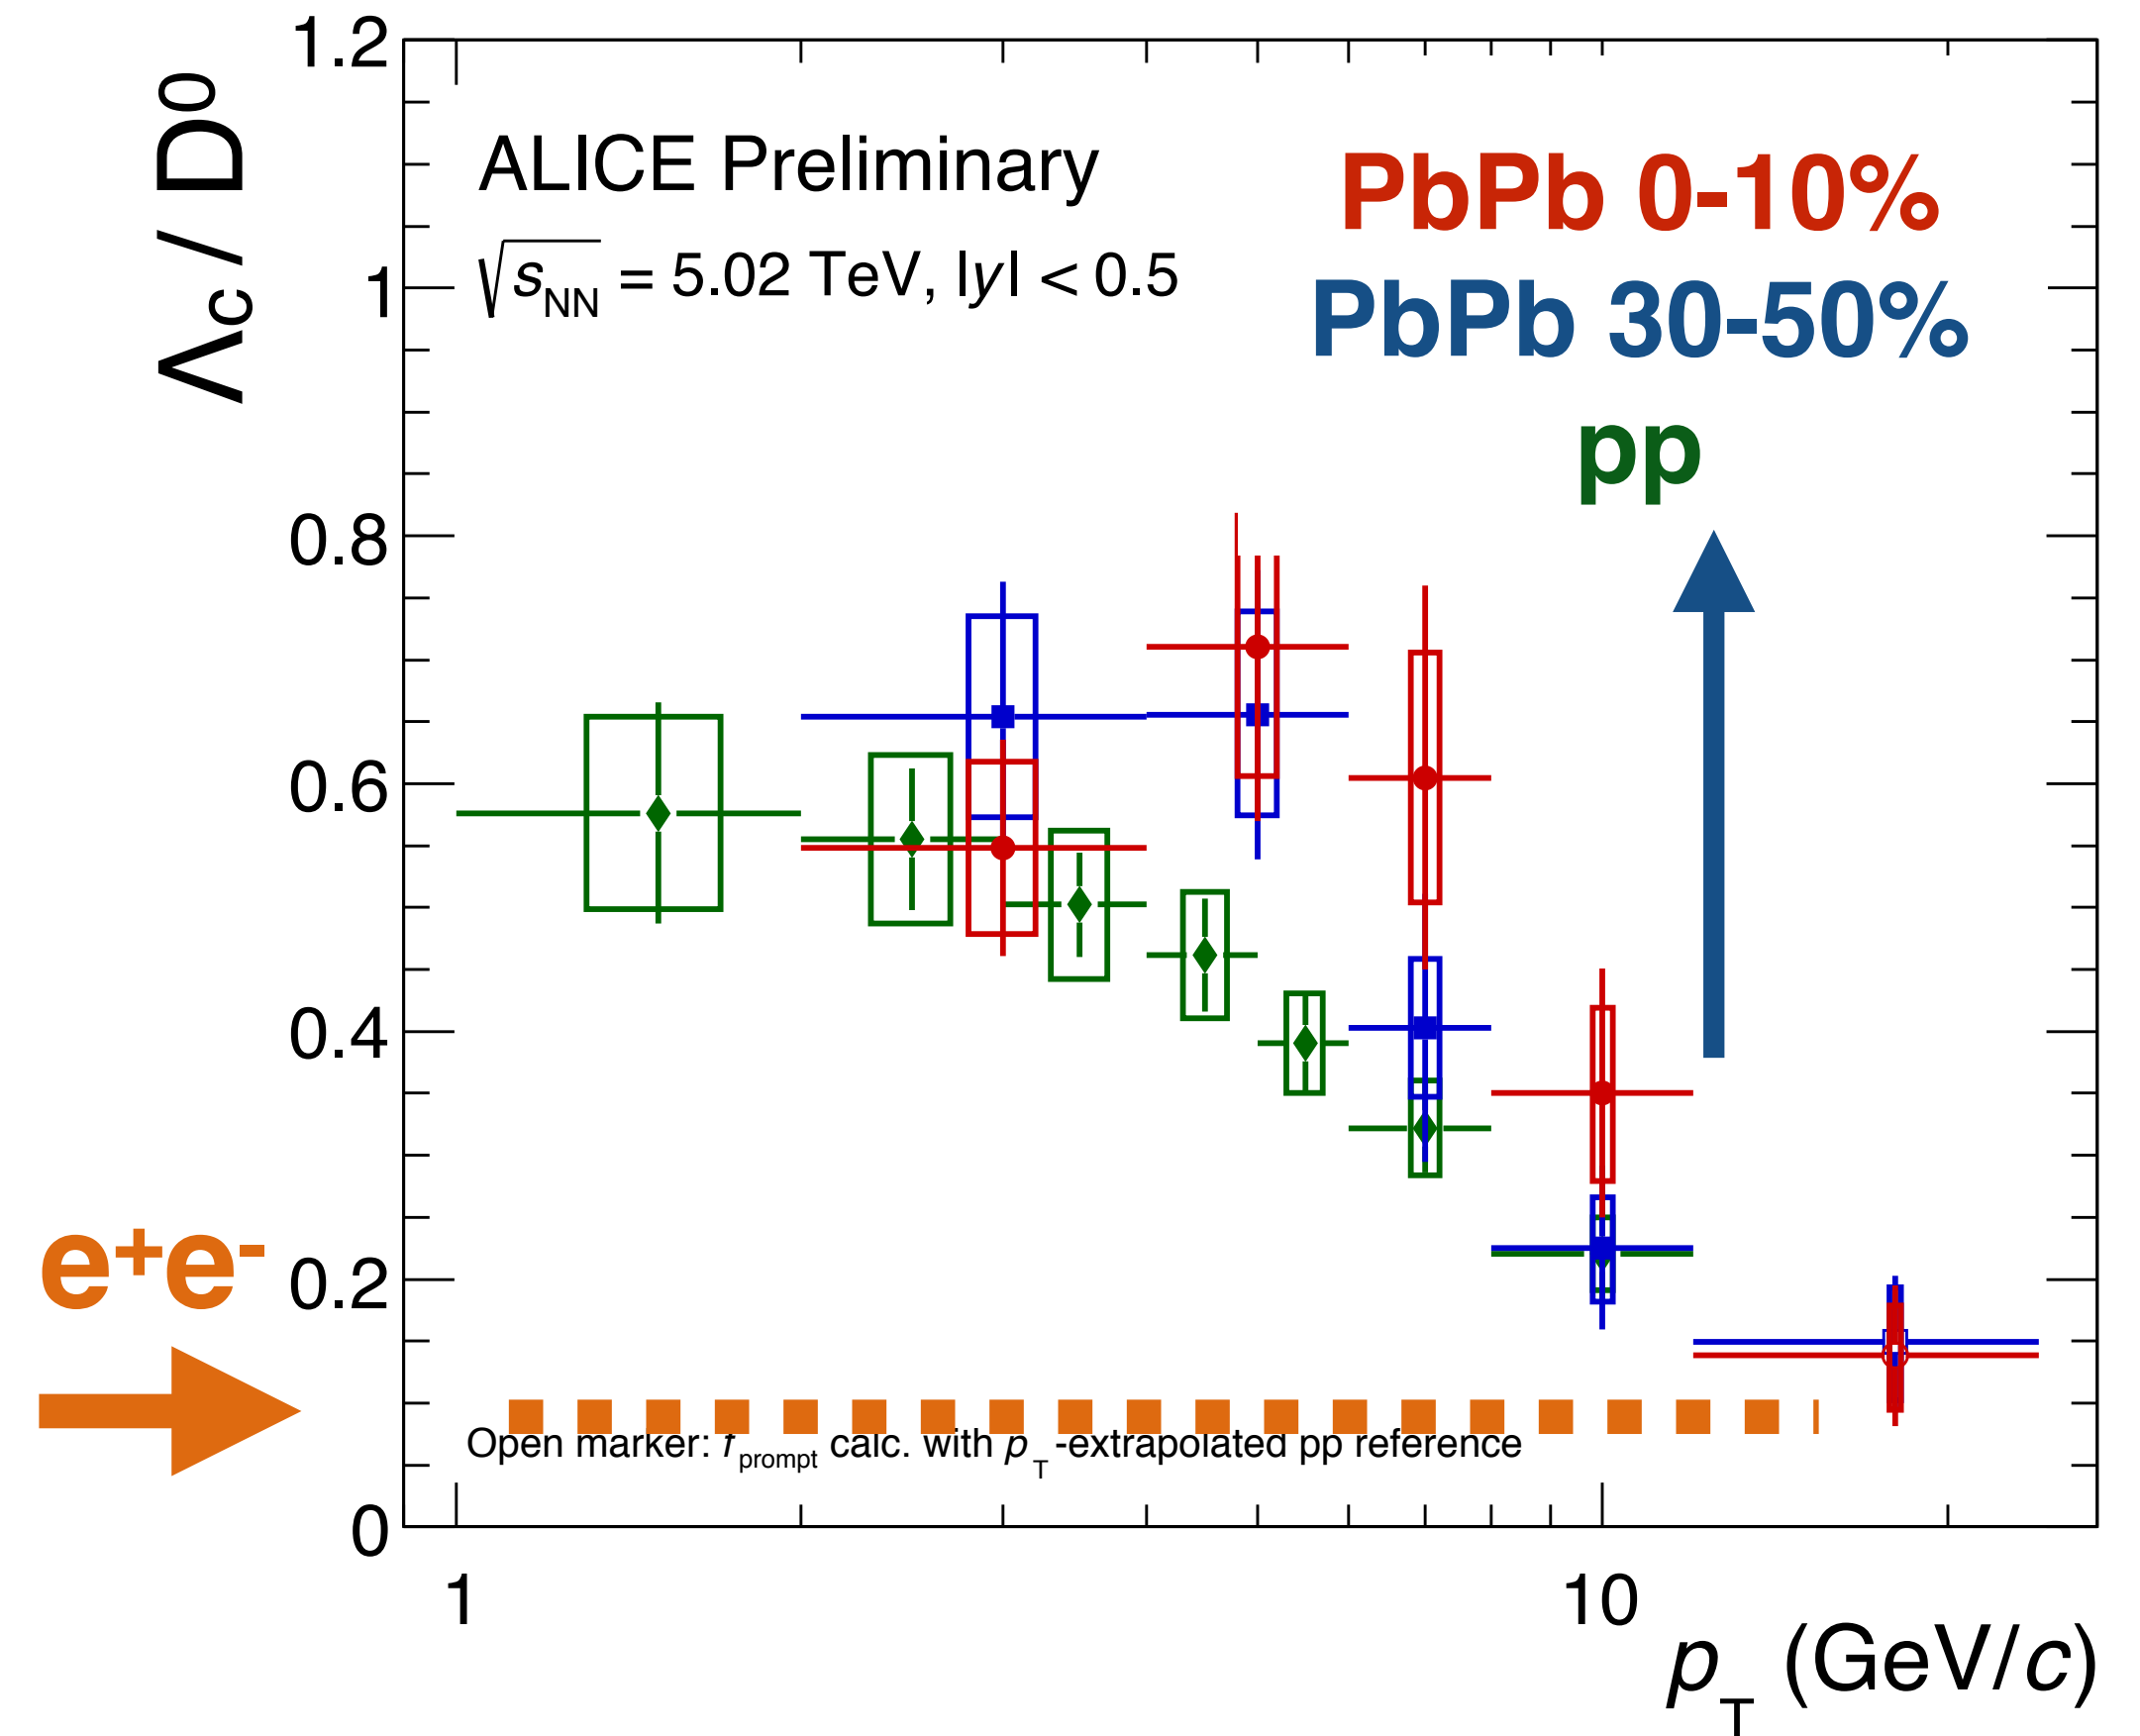 1.2
Λc / D0
ALICE Preliminary
PbPb 0-10%
√sNN = 5.02 TeV, |y| < 0.5
PbPb 30-50%
1
pp
0.8
0.6
0.4
e+e-
0.2
Open marker: fprompt calc. with pT-extrapolated pp reference
0
1
10
pT (GeV/c)